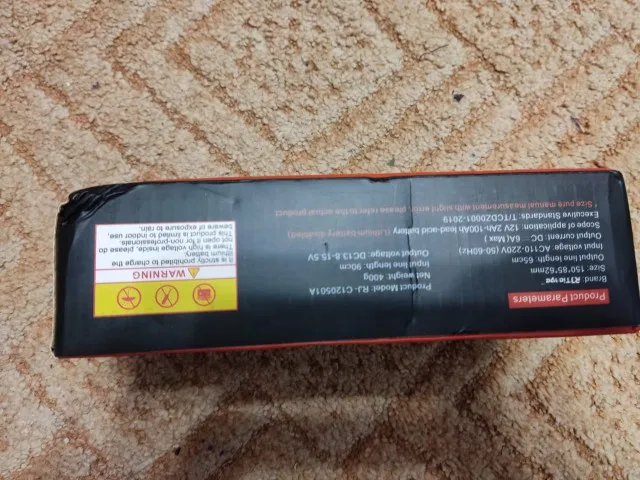 Product Parameters
Brand: RJTianye
Size: 150*85*62mm
Output line length: 65cm
Input voltage: AC110-220V (50-60Hz)
Output current: DC ⎓ 6A( Max )
Scope of application: 12V 2Ah-100Ah lead-acid battery (Lithium battery disabled)
Executive Standards: T/TCDZ0001-2019
* Size pure manual measurement with slight error, please refer to the actual product.
Product Model: RJ- C120501A
Net weight: 400g
Input line length: 90cm
Output voltage: DC13.8-15.5V
WARNING
It is strictly prohibited to charge the
lithium battery.
There is high voltage inside, please do
not open it for non-professionals.
This product is limited to indoor use,
beware of exposure to rain.